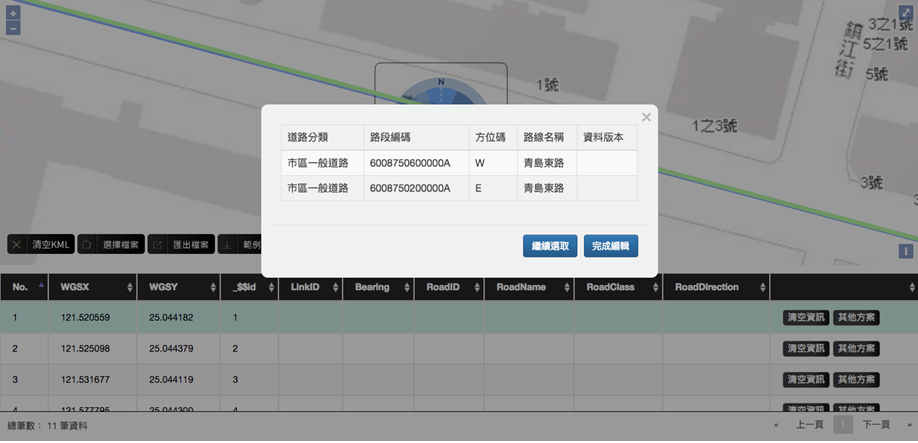 +
−
3之1號
鎮江街
5之1號
5號
N
1號
1之3號
3號
×
道路分類 路段編碼 方位碼 路線名稱 資料版本
市區一般道路 6008750600000A W 青島東路
市區一般道路 6008750200000A E 青島東路
繼續選取 完成編輯
清空KML 選擇檔案 匯出檔案 範例
i
No. WGSX WGSY _$$id LinkID Bearing RoadID RoadName RoadClass RoadDirection
1 121.520559 25.044182 1 清空資訊 其他方案
2 121.525098 25.044379 2 清空資訊 其他方案
3 121.531677 25.044119 3 清空資訊 其他方案
4 121.577795 25.044300 4 清空資訊 其他方案
總筆數： 11 筆資料 « 上一頁 1 下一頁 »